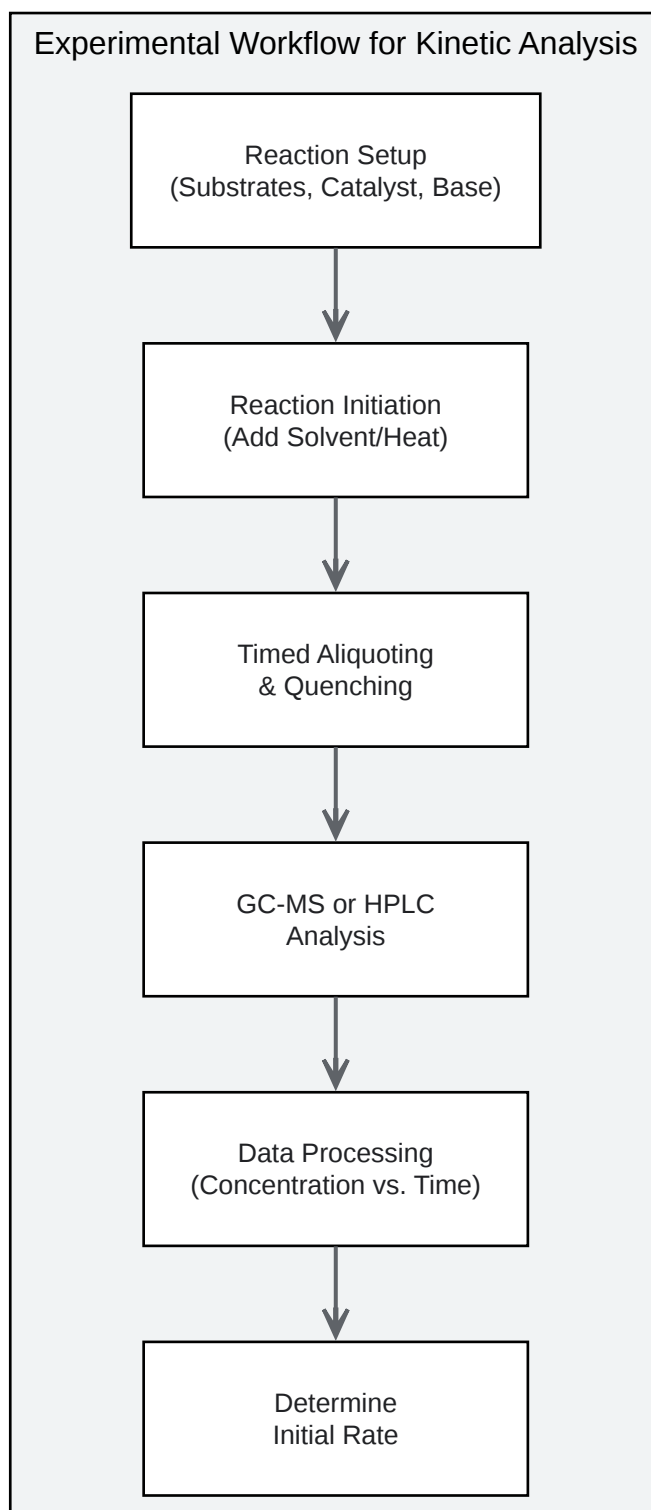 Experimental Workflow for Kinetic Analysis
Reaction Setup
(Substrates, Catalyst, Base)
Reaction Initiation
(Add Solvent/Heat)
Timed Aliquoting
& Quenching
GC-MS or HPLC
Analysis
Data Processing
(Concentration vs. Time)
Determine
Initial Rate